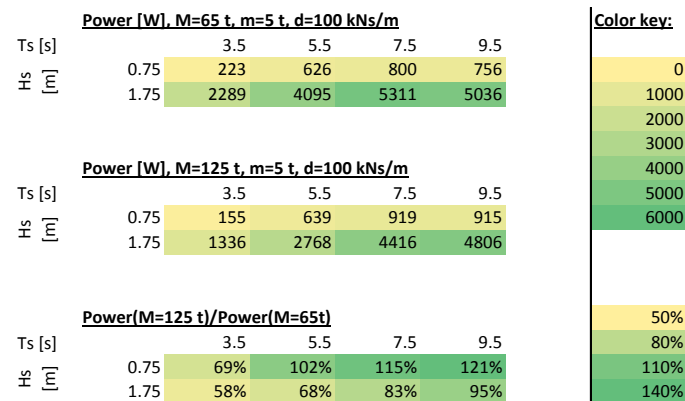 Power [W], M=65 t, m=5 t, d=100 kNs/m Color key:
Ts [s] 3.5 5.5 7.5 9.5
Hs [m] 0.75 223 626 800 756 0
1.75 2289 4095 5311 5036 1000
2000
3000
Power [W], M=125 t, m=5 t, d=100 kNs/m 4000
Ts [s] 3.5 5.5 7.5 9.5 5000
Hs [m] 0.75 155 639 919 915 6000
1.75 1336 2768 4416 4806
Power(M=125 t)/Power(M=65t) 50%
Ts [s] 3.5 5.5 7.5 9.5 80%
Hs [m] 0.75 69% 102% 115% 121% 110%
1.75 58% 68% 83% 95% 140%